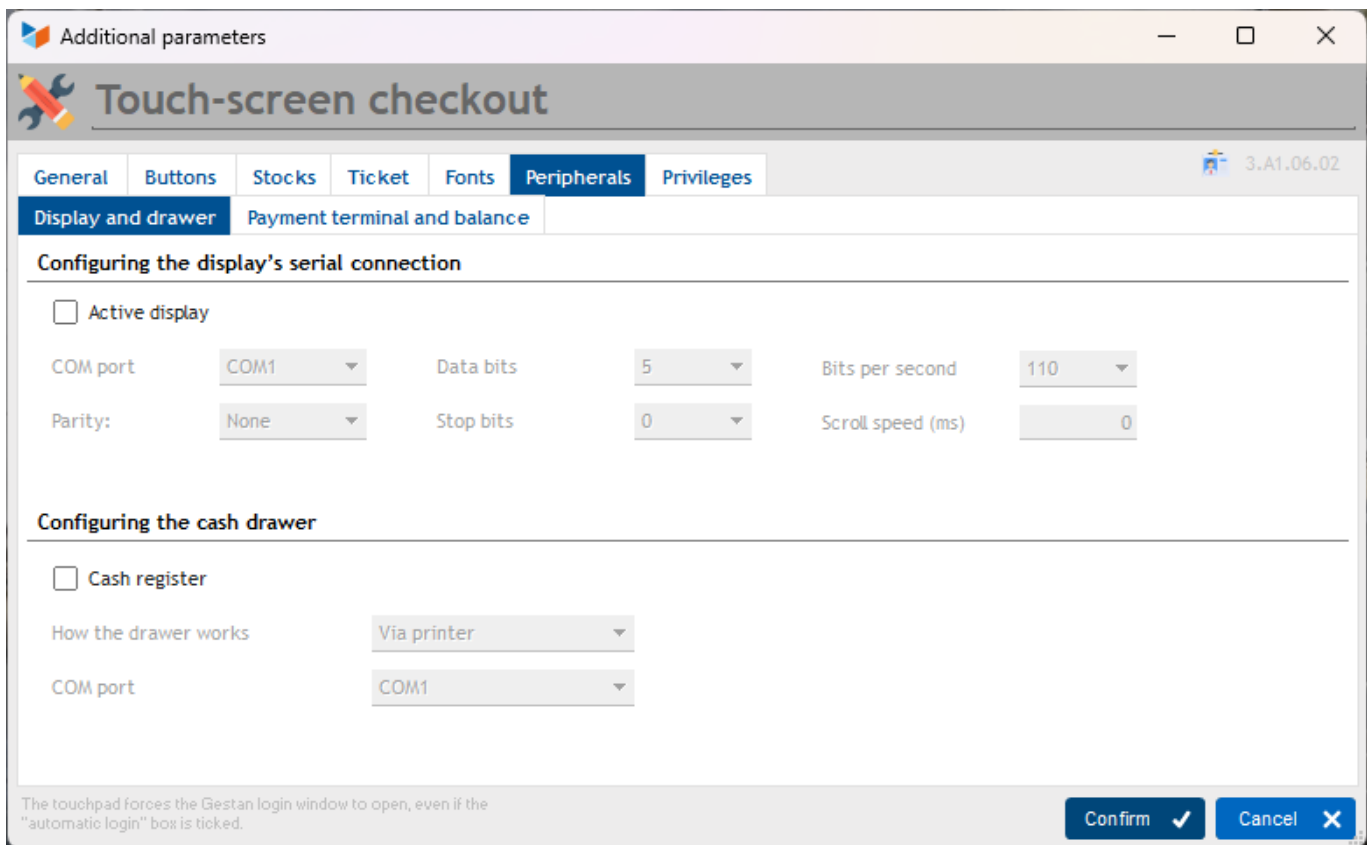 Additional parameters
Touch-screen checkout
General Buttons Stocks Ticket Fonts Peripherals Privileges
3.A1.06.02
Display and drawer Payment terminal and balance
Configuring the display’s serial connection
Active display
COM port COM1 Data bits 5 Bits per second 110
Parity: None Stop bits 0 Scroll speed (ms) 0
Configuring the cash drawer
Cash register
How the drawer works Via printer
COM port COM1
The touchpad forces the Gestan login window to open, even if the
"automatic login" box is ticked.
Confirm Cancel